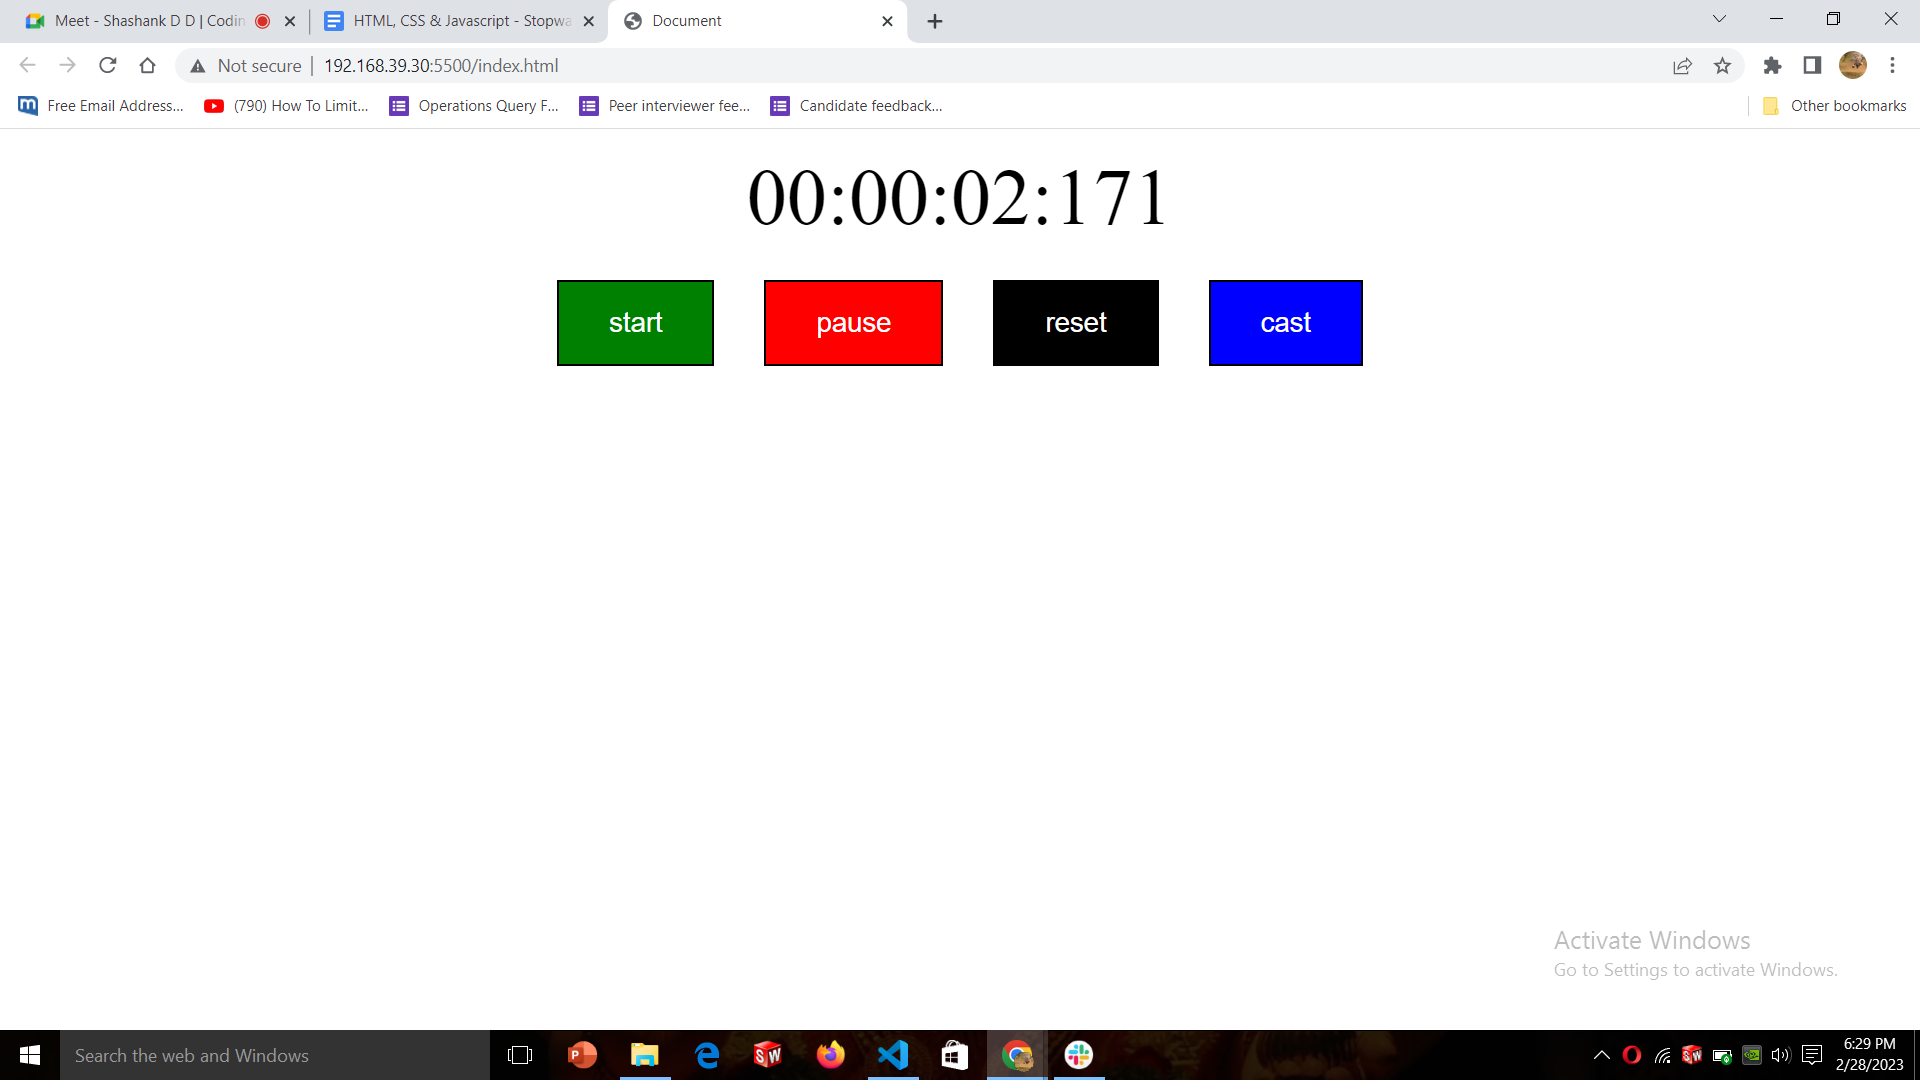 Meet - Shashank D D | Codin
HTML, CSS & Javascript - Stopwa
Document
Not secure
192.168.39.30:5500/index.html
Free Email Address...
(790) How To Limit...
Operations Query F...
Peer interviewer fee...
Candidate feedback...
Other bookmarks
00:00:02:171
start
pause
reset
cast
Activate Windows
Go to Settings to activate Windows.
Search the web and Windows
6:29 PM
2/28/2023